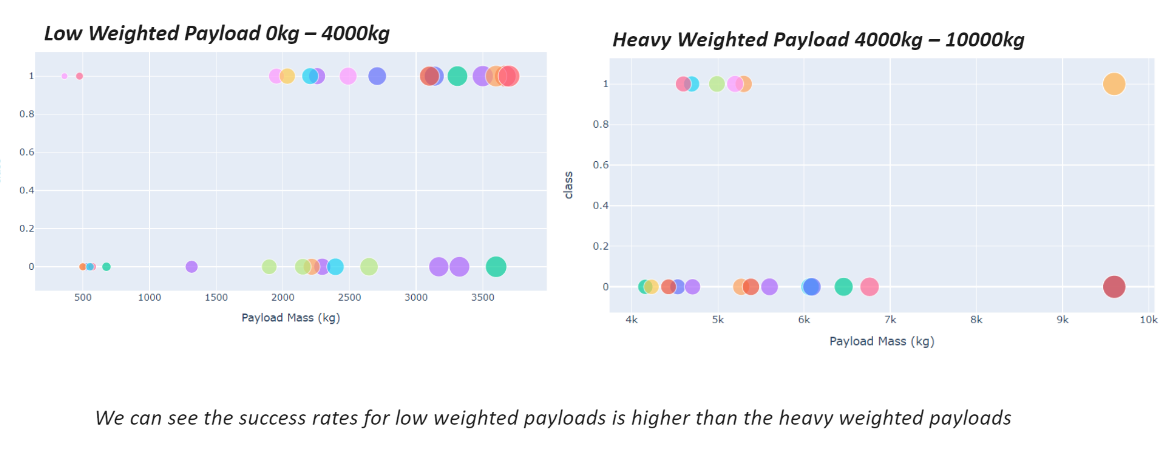 Low Weighted Payload 0kg – 4000kg
1
0.8
0.6
0.4
0.2
0
500
1000
1500
2000
2500
3000
3500
Payload Mass (kg)
Heavy Weighted Payload 4000kg – 10000kg
class
1
0.8
0.6
0.4
0.2
0
4k
5k
6k
7k
8k
9k
10k
Payload Mass (kg)
We can see the success rates for low weighted payloads is higher than the heavy weighted payloads